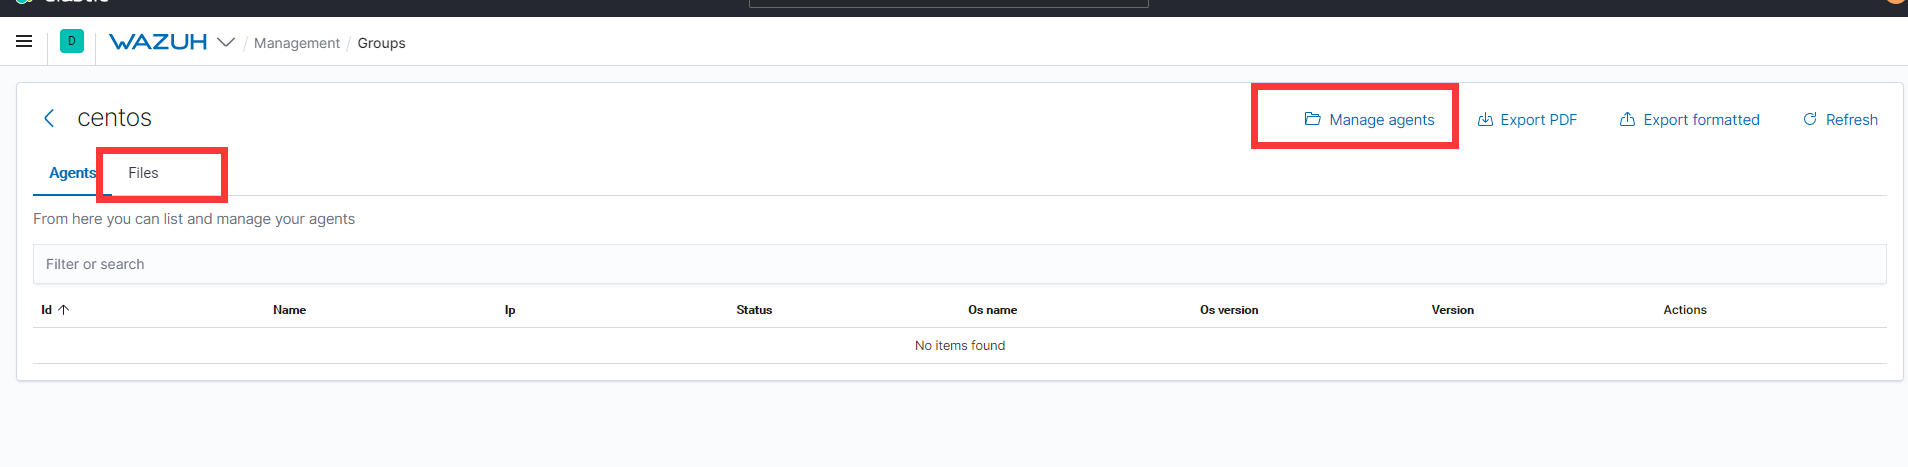 elastic
D WAZUH / Management / Groups
centos
Manage agents Export PDF Export formatted Refresh
Agents Files
From here you can list and manage your agents
Filter or search
Id Name Ip Status Os name Os version Version Actions
No items found